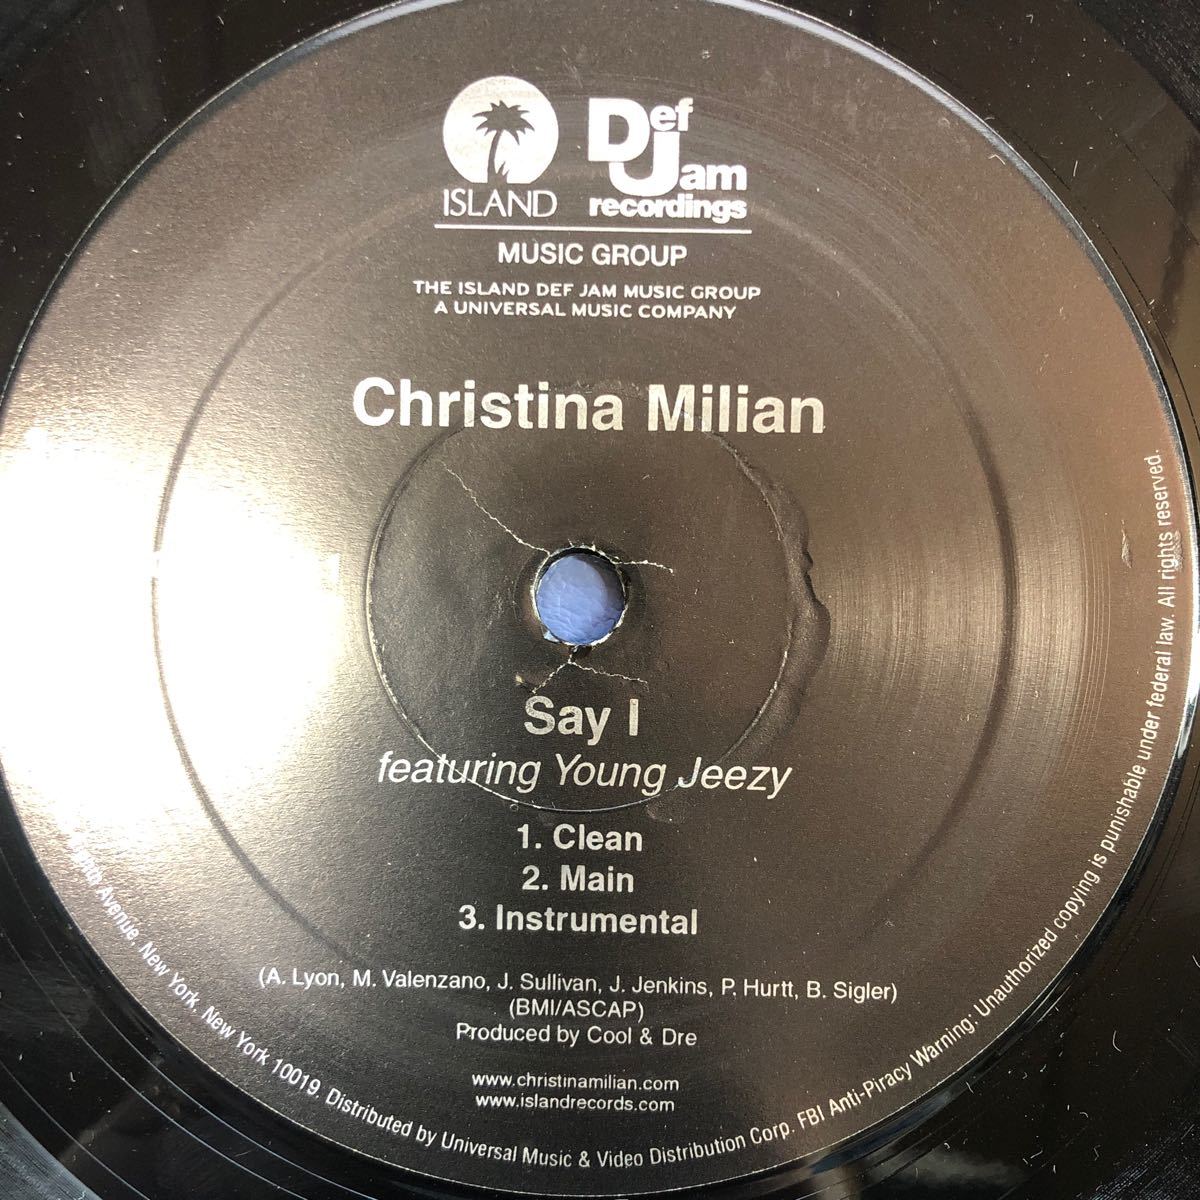 ISLAND
Def Jam recordings
MUSIC GROUP
THE ISLAND DEF JAM MUSIC GROUP
A UNIVERSAL MUSIC COMPANY
Christina Milian
Say I
featuring Young Jeezy
1. Clean
2. Main
3. Instrumental
(A. Lyon, M. Valenzano, J. Sullivan, J. Jenkins, P. Hurtt, B. Sigler)
(BMI/ASCAP)
Produced by Cool & Dre
www.christinamilian.com
www.islandrecords.com
Avenue, New York, New York 10019. Distributed by Universal Music & Video Distribution Corp. FBI Anti-Piracy Warning: Unauthorized copying is punishable under federal law. All rights reserved.